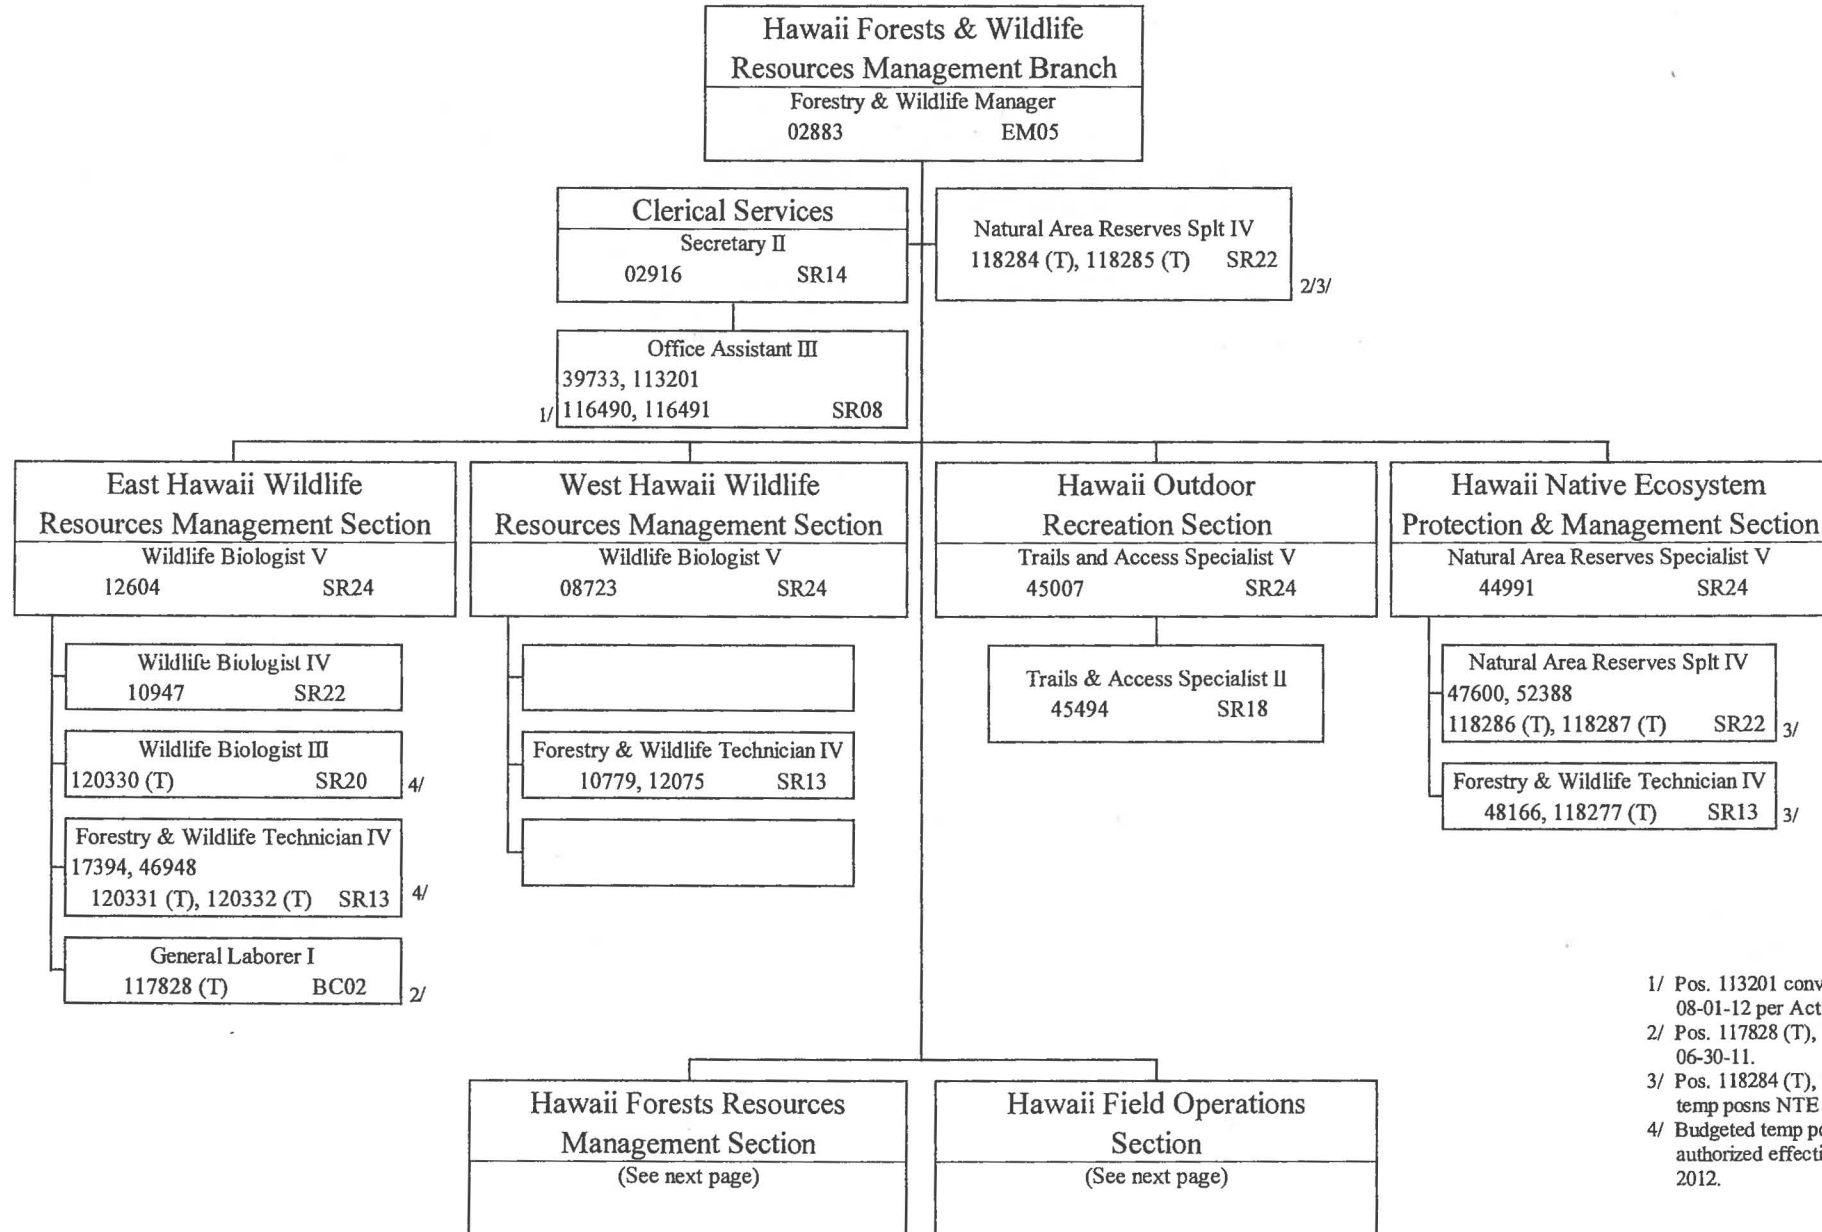 Hawaii Forests & Wildlife
Resources Management Branch
Forestry & Wildlife Manager
02883 EM05
Clerical Services
Secretary II
02916 SR14
Natural Area Reserves Splt IV
118284 (T), 118285 (T) SR22
2/3/
Office Assistant III
39733, 113201
1/ 116490, 116491 SR08
East Hawaii Wildlife
Resources Management Section
Wildlife Biologist V
12604 SR24
Wildlife Biologist IV
10947 SR22
Wildlife Biologist III
120330 (T) SR20 4/
Forestry & Wildlife Technician IV
17394, 46948
120331 (T), 120332 (T) SR13 4/
General Laborer I
117828 (T) BC02 2/
West Hawaii Wildlife
Resources Management Section
Wildlife Biologist V
08723 SR24
Forestry & Wildlife Technician IV
10779, 12075 SR13
Hawaii Outdoor
Recreation Section
Trails and Access Specialist V
45007 SR24
Trails & Access Specialist II
45494 SR18
Hawaii Native Ecosystem
Protection & Management Section
Natural Area Reserves Specialist V
44991 SR24
Natural Area Reserves Splt IV
47600, 52388
118286 (T), 118287 (T) SR22 3/
Forestry & Wildlife Technician IV
48166, 118277 (T) SR13 3/
Hawaii Forests Resources
Management Section
(See next page)
Hawaii Field Operations
Section
(See next page)
1/ Pos. 113201 conv
08-01-12 per Act
2/ Pos. 117828 (T),
06-30-11.
3/ Pos. 118284 (T),
temp posns NTE
4/ Budgeted temp po
authorized effecti
2012.